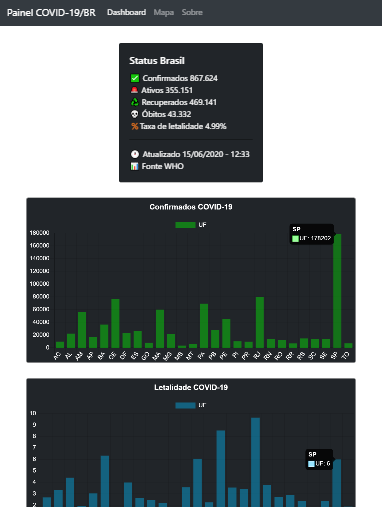 Painel COVID-19/BR Dashboard Mapa Sobre
Status Brasil
Confirmados 867.624
Ativos 355.151
Recuperados 469.141
Óbitos 43.332
% Taxa de letalidade 4.99%
Atualizado 15/06/2020 - 12:33
Fonte WHO
Confirmados COVID-19
UF
SP
UF: 178202
180000
160000
140000
120000
100000
80000
60000
40000
20000
0
AC AL AM AP BA CE DF ES GO MA MG MS MT PA PB PE PI PR RJ RN RO RR RS SC SE SP TO
Letalidade COVID-19
UF
10
9
8
7
6
5
4
3
SP
UF: 6